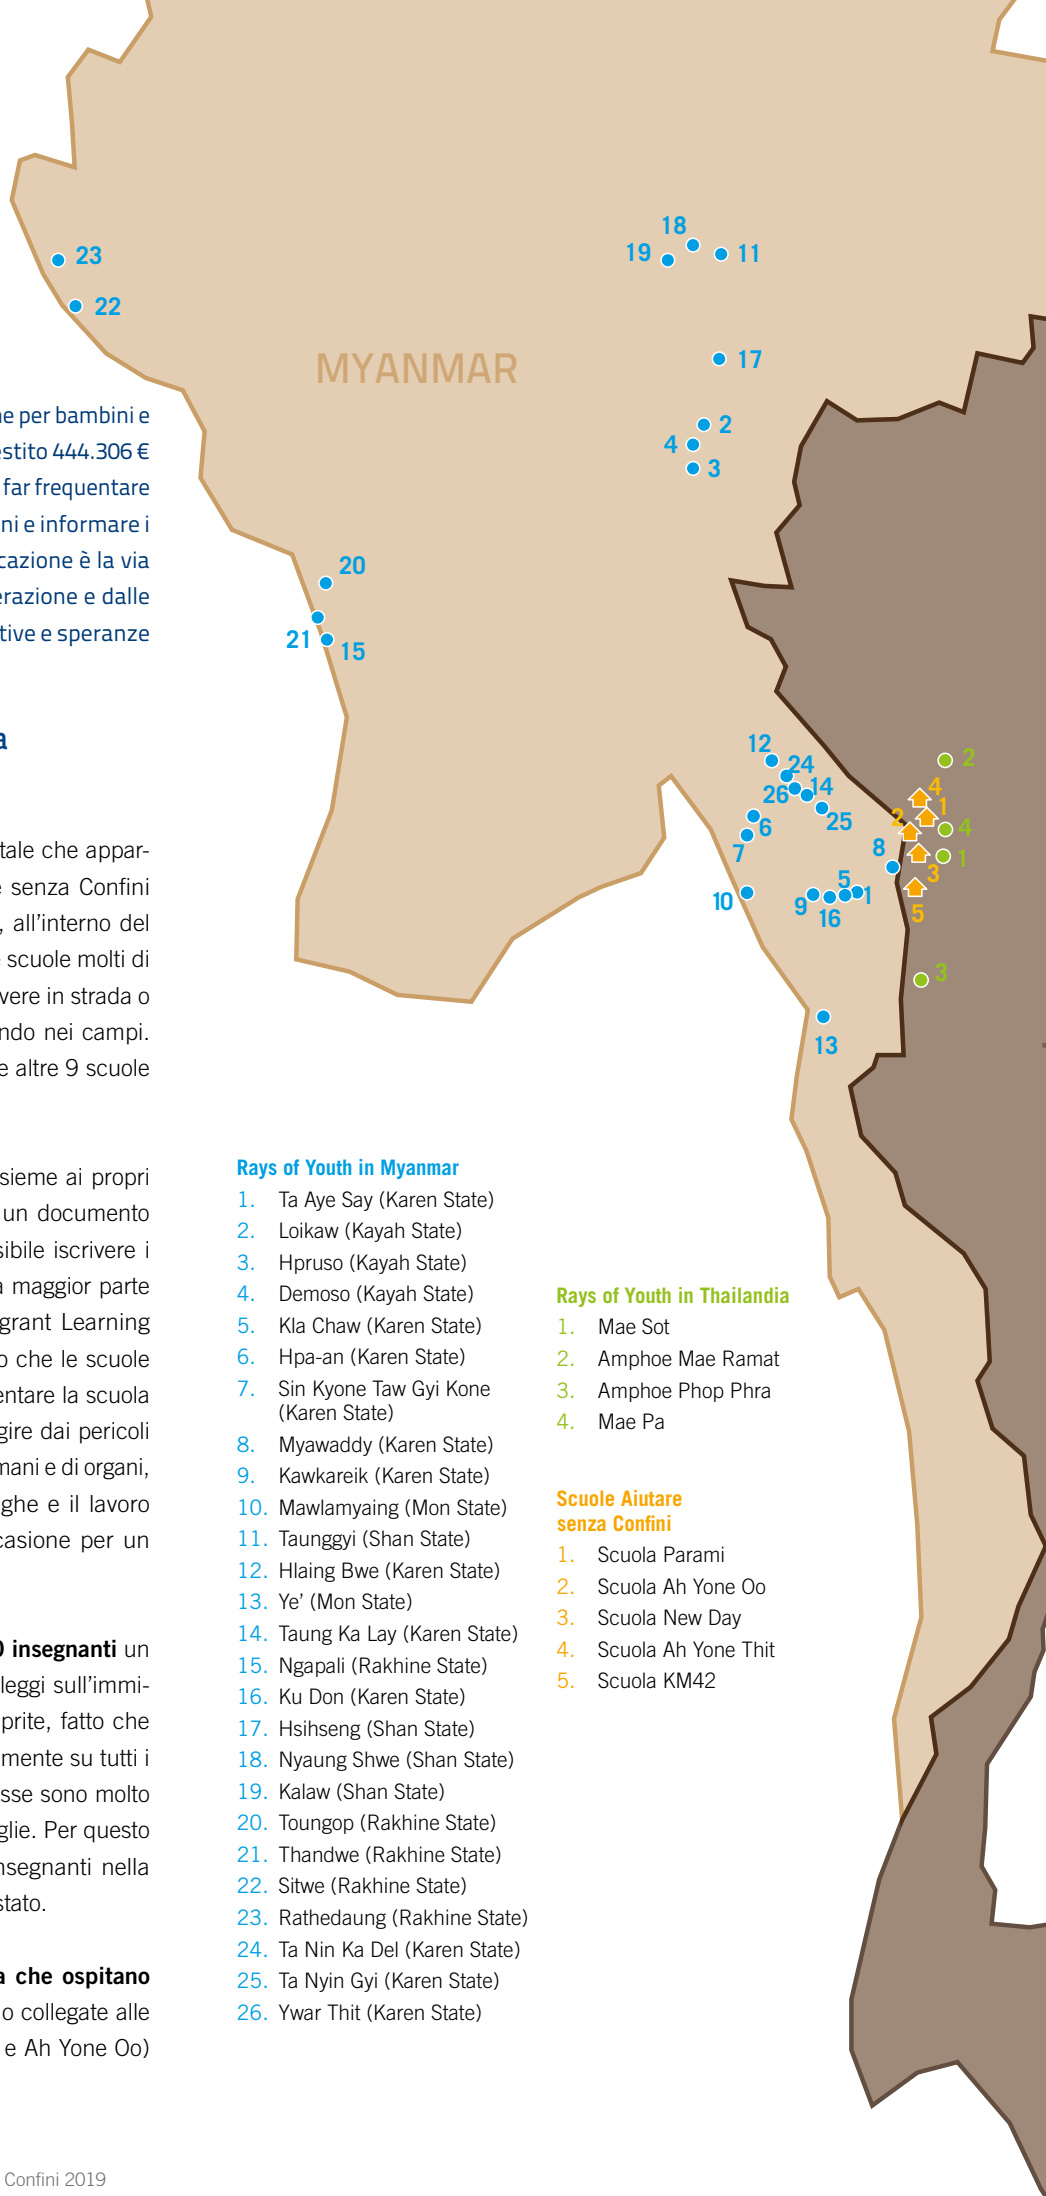 23
22
18
19
11
MYANMAR
17
2
4
3
20
21
15
12
24
26
14
25
6
7
8
10
9
16
5
1
13
2
4
1
2
4
1
3
5
3
ne per bambini e
estito 444.306 €
far frequentare
ni e informare i
cazione è la via
erazione e dalle
tive e speranze
a
tale che appar-
e senza Confini
, all’interno del
e scuole molti di
vere in strada o
ndo nei campi.
e altre 9 scuole
sieme ai propri
un documento
sibile iscrivere i
a maggior parte
grant Learning
o che le scuole
entare la scuola
gire dai pericoli
mani e di organi,
ghe e il lavoro
casione per un
0 insegnanti un
leggi sull’immi-
prite, fatto che
mente su tutti i
sse sono molto
glie. Per questo
nsegnanti nella
stato.
a che ospitano
o collegate alle
e Ah Yone Oo)
Rays of Youth in Myanmar
1. Ta Aye Say (Karen State)
2. Loikaw (Kayah State)
3. Hpruso (Kayah State)
4. Demoso (Kayah State)
5. Kla Chaw (Karen State)
6. Hpa-an (Karen State)
7. Sin Kyone Taw Gyi Kone
(Karen State)
8. Myawaddy (Karen State)
9. Kawkareik (Karen State)
10. Mawlamyaing (Mon State)
11. Taunggyi (Shan State)
12. Hlaing Bwe (Karen State)
13. Ye’ (Mon State)
14. Taung Ka Lay (Karen State)
15. Ngapali (Rakhine State)
16. Ku Don (Karen State)
17. Hsihseng (Shan State)
18. Nyaung Shwe (Shan State)
19. Kalaw (Shan State)
20. Toungop (Rakhine State)
21. Thandwe (Rakhine State)
22. Sitwe (Rakhine State)
23. Rathedaung (Rakhine State)
24. Ta Nin Ka Del (Karen State)
25. Ta Nyin Gyi (Karen State)
26. Ywar Thit (Karen State)
Rays of Youth in Thailandia
1. Mae Sot
2. Amphoe Mae Ramat
3. Amphoe Phop Phra
4. Mae Pa
Scuole Aiutare
senza Confini
1. Scuola Parami
2. Scuola Ah Yone Oo
3. Scuola New Day
4. Scuola Ah Yone Thit
5. Scuola KM42
Confini 2019